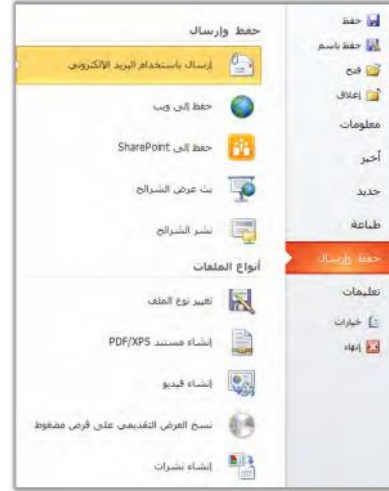 حفظ
حفظ باسم
فتح
إغلاق
معلومات
أخير
جديد
طباعة
حفظ وإرسال
تعليمات
خيارات
إنهاء
حفظ وإرسال
إرسال باستخدام البريد الالكتروني
حفظ إلى ويب
حفظ إلى SharePoint
بث عرض الشرائح
نشر الشرائح
أنواع الملفات
تغيير نوع الملف
إنشاء مستند PDF/XPS
إنشاء فيديو
نسخ العرض التقديمي على قرص مضغوط
إنشاء نشرات